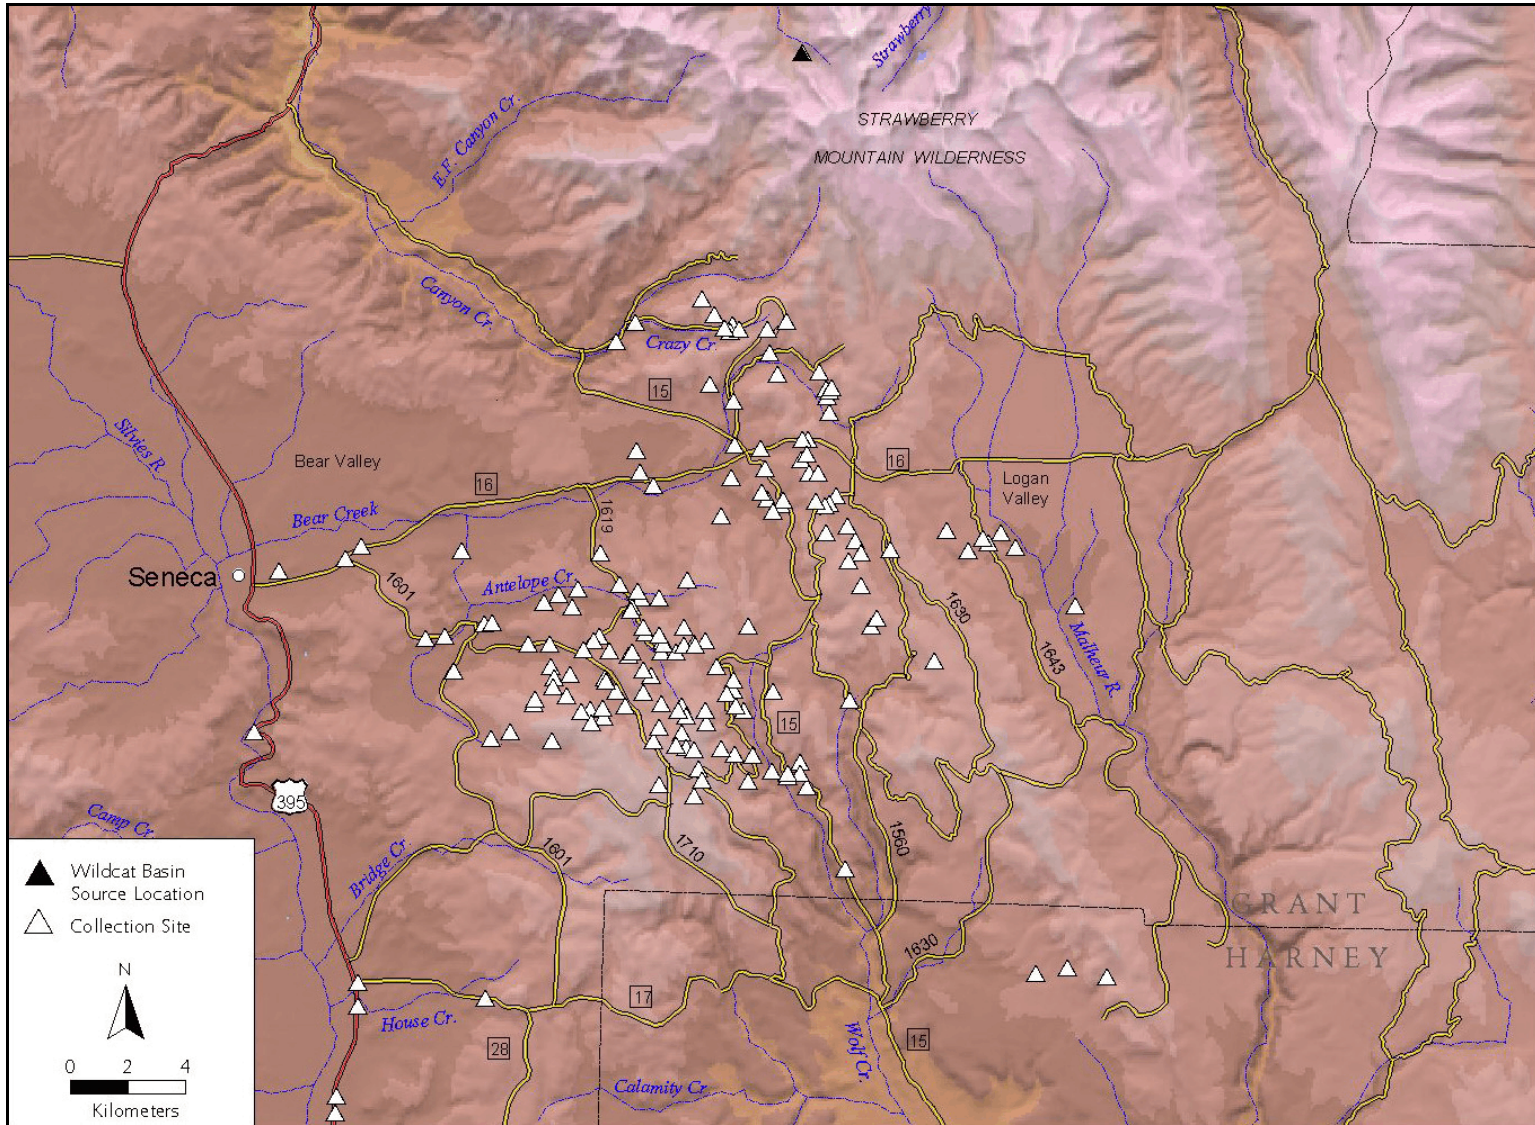 Strawberry
STRAWBERRY
MOUNTAIN WILDERNESS
E.F. Canyon Cr.
Canyon Cr.
Crazy Cr
15
Silvies R
Bear Valley
16
16
Logan
Valley
Bear Creek
1619
Seneca
1601
Antelope Cr.
1630
1643
Malheur R.
15
395
Camp Cr
Bridge Cr
1601
1710
1560
GRANT
HARNEY
1630
17
House Cr.
28
Wolf Cr.
15
Calamity Cr
Wildcat Basin
Source Location
Collection Site
N
0 2 4
Kilometers